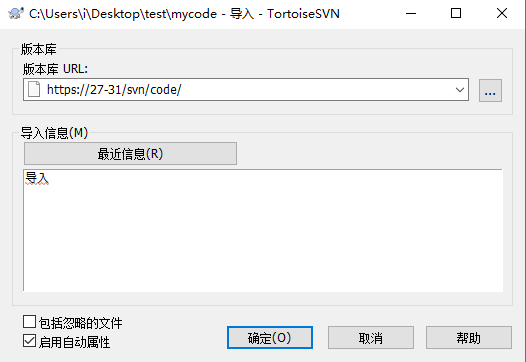 C:\Users\i\Desktop\test\mycode - 导入 - TortoiseSVN
版本库
版本库 URL:
https://27-31/svn/code/
...
导入信息(M)
最近信息(R)
导入
包括忽略的文件
启用自动属性
确定(O)
取消
帮助